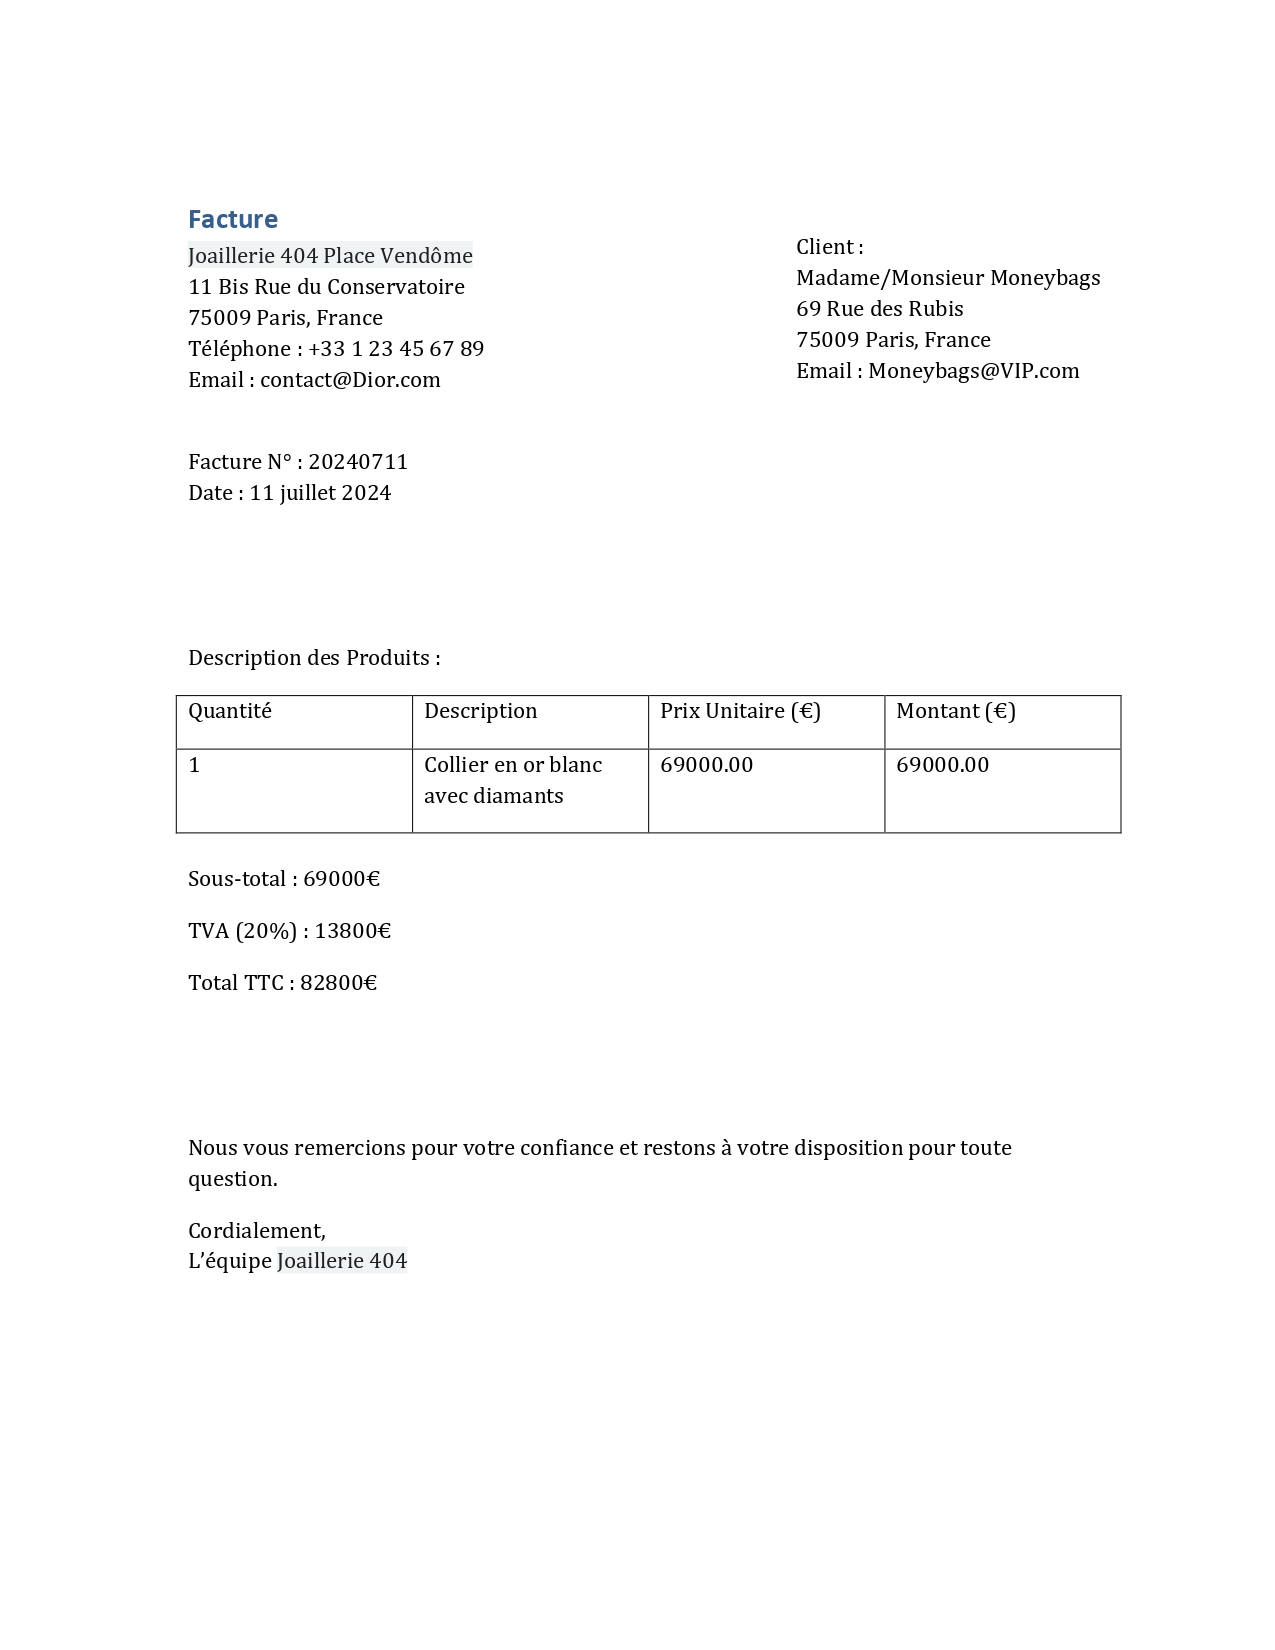 Facture
Joaillerie 404 Place Vendôme
11 Bis Rue du Conservatoire
75009 Paris, France
Téléphone : +33 1 23 45 67 89
Email : contact@Dior.com
Client :
Madame/Monsieur Moneybags
69 Rue des Rubis
75009 Paris, France
Email : Moneybags@VIP.com
Facture N° : 20240711
Date : 11 juillet 2024
Description des Produits :
Quantité Description Prix Unitaire (€) Montant (€)
1 Collier en or blanc 69000.00 69000.00
avec diamants
Sous-total : 69000€
TVA (20%) : 13800€
Total TTC : 82800€
Nous vous remercions pour votre confiance et restons à votre disposition pour toute
question.
Cordialement,
L’équipe Joaillerie 404